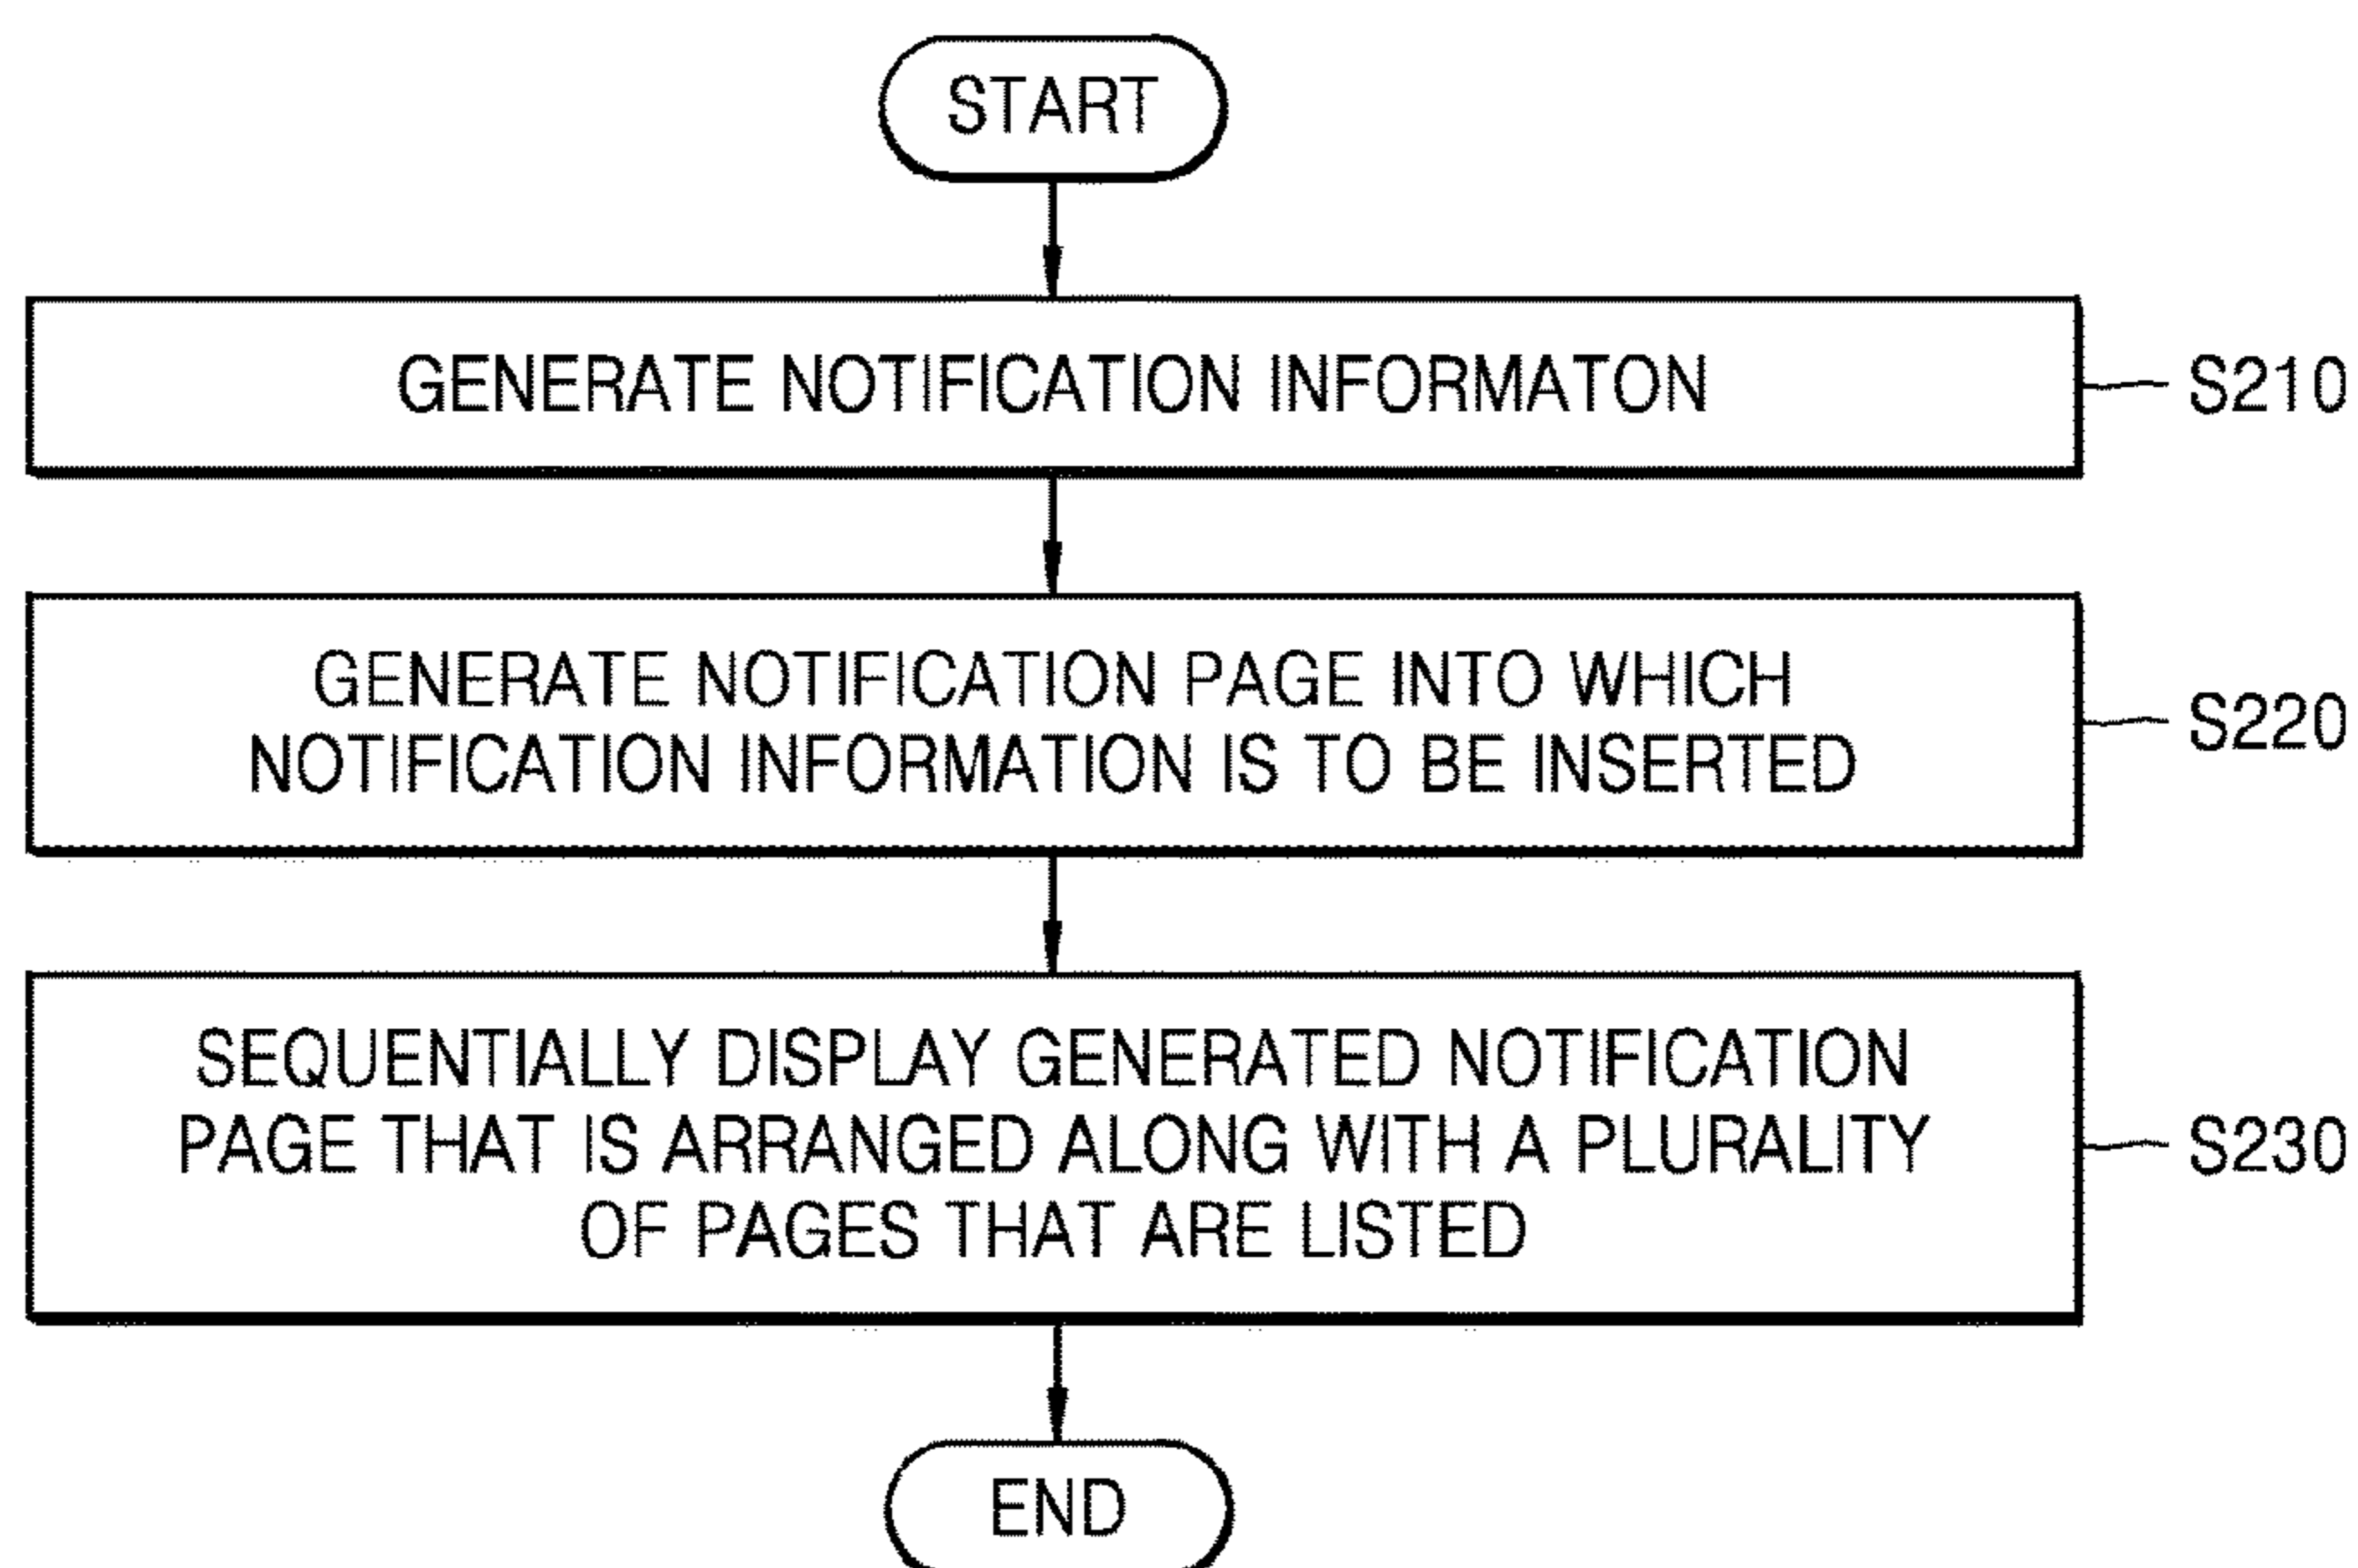 START
GENERATE NOTIFICATION INFORMATON
S210
GENERATE NOTIFICATION PAGE INTO WHICH
NOTIFICATION INFORMATION IS TO BE INSERTED
S220
SEQUENTIALLY DISPLAY GENERATED NOTIFICATION
PAGE THAT IS ARRANGED ALONG WITH A PLURALITY
OF PAGES THAT ARE LISTED
S230
END